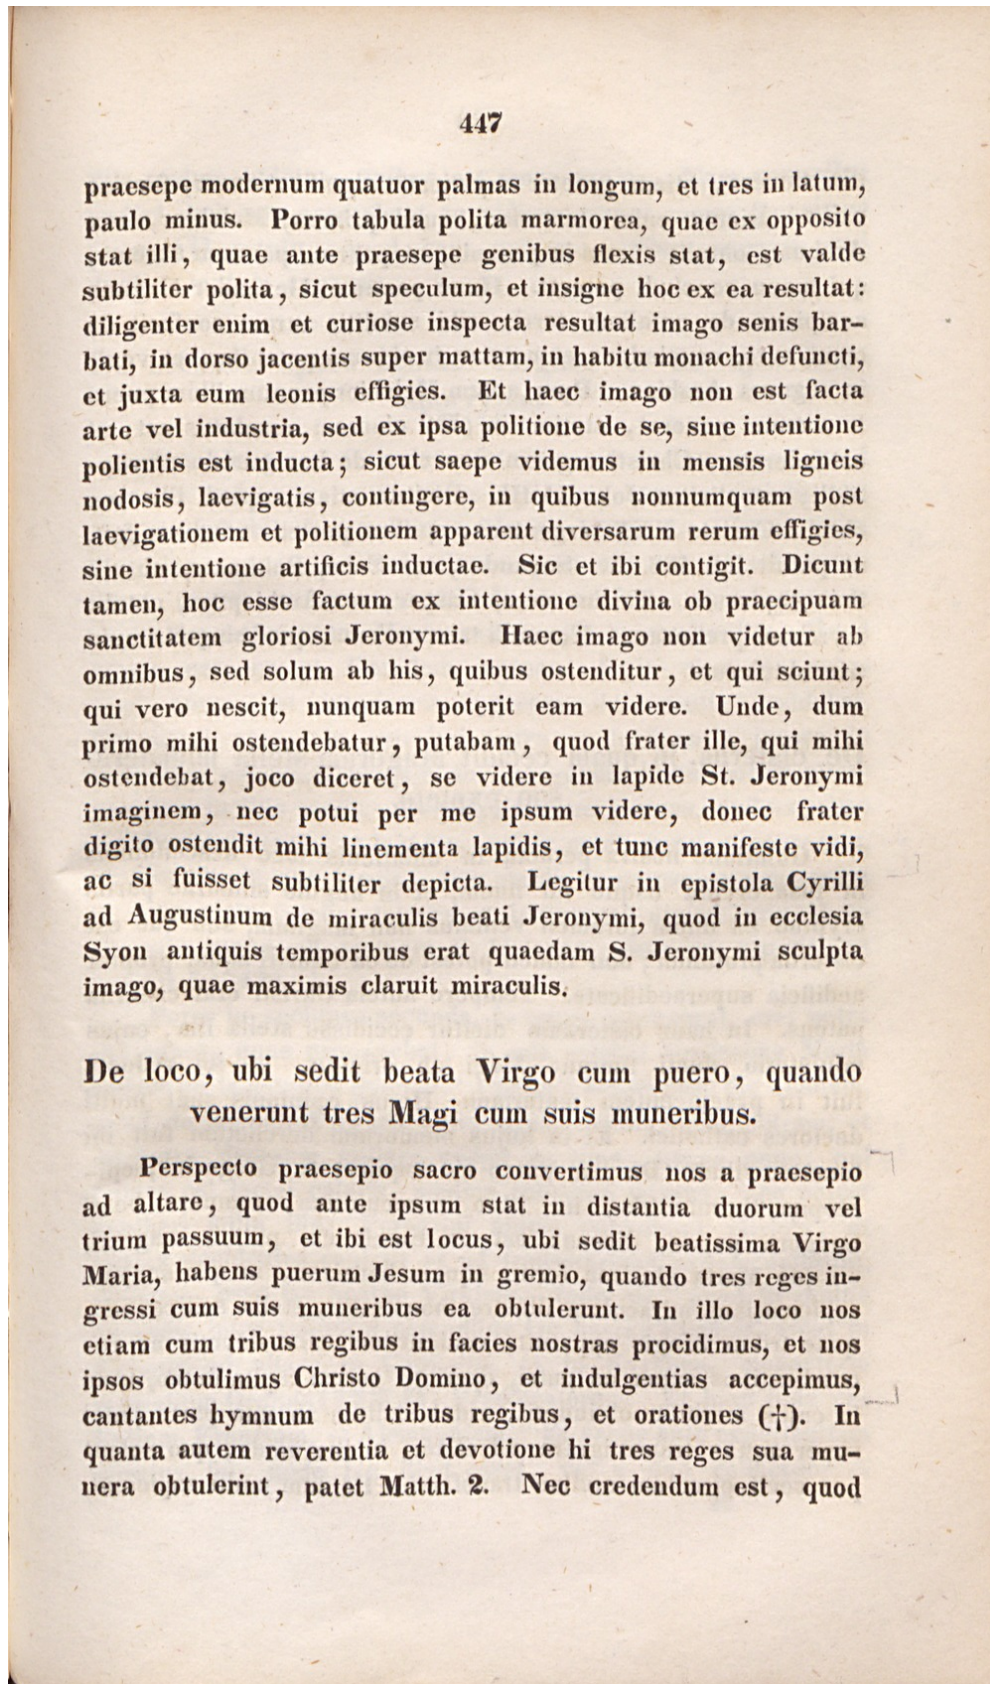 447
praesepe modernum quatuor palmas in longum, et tres in latum,
paulo minus. Porro tabula polita marmorea, quae ex opposito
stat illi, quae ante praesepe genibus flexis stat, est valde
subtiliter polita, sicut speculum, et insigne hoc ex ea resultat:
diligenter enim et curiose inspecta resultat imago senis bar-
bati, in dorso jacentis super mattam, in habitu monachi defuncti,
et juxta eum leonis effigies. Et haec imago non est facta
arte vel industria, sed ex ipsa politione de se, sine intentione
polientis est inducta; sicut saepe videmus in mensis ligneis
nodosis, laevigatis, contingere, in quibus nonnumquam post
laevigationem et politionem apparent diversarum rerum effigies,
sine intentione artificis inductae. Sic et ibi contigit. Dicunt
tamen, hoc esse factum ex intentione divina ob praecipuam
sanctitatem gloriosi Jeronymi. Haec imago non videtur ab
omnibus, sed solum ab his, quibus ostenditur, et qui sciunt;
qui vero nescit, nunquam poterit eam videre. Unde, dum
primo mihi ostendebatur, putabam, quod frater ille, qui mihi
ostendebat, joco diceret, se videre in lapide St. Jeronymi
imaginem, nec potui per me ipsum videre, donec frater
digito ostendit mihi linementa lapidis, et tunc manifeste vidi,
ac si fuisset subtiliter depicta. Legitur in epistola Cyrilli
ad Augustinum de miraculis beati Jeronymi, quod in ecclesia
Syon antiquis temporibus erat quaedam S. Jeronymi sculpta
imago, quae maximis claruit miraculis.
De loco, ubi sedit beata Virgo cum puero, quando
venerunt tres Magi cum suis muneribus.
Perspecto praesepio sacro convertimus nos a praesepio
ad altare, quod ante ipsum stat in distantia duorum vel
trium passuum, et ibi est locus, ubi sedit beatissima Virgo
Maria, habens puerum Jesum in gremio, quando tres reges in-
gressi cum suis muneribus ea obtulerunt. In illo loco nos
etiam cum tribus regibus in facies nostras procidimus, et nos
ipsos obtulimus Christo Domino, et indulgentias accepimus,
cantantes hymnum de tribus regibus, et orationes (†). In
quanta autem reverentia et devotione hi tres reges sua mu-
nera obtulerint, patet Matth. 2. Nec credendum est, quod